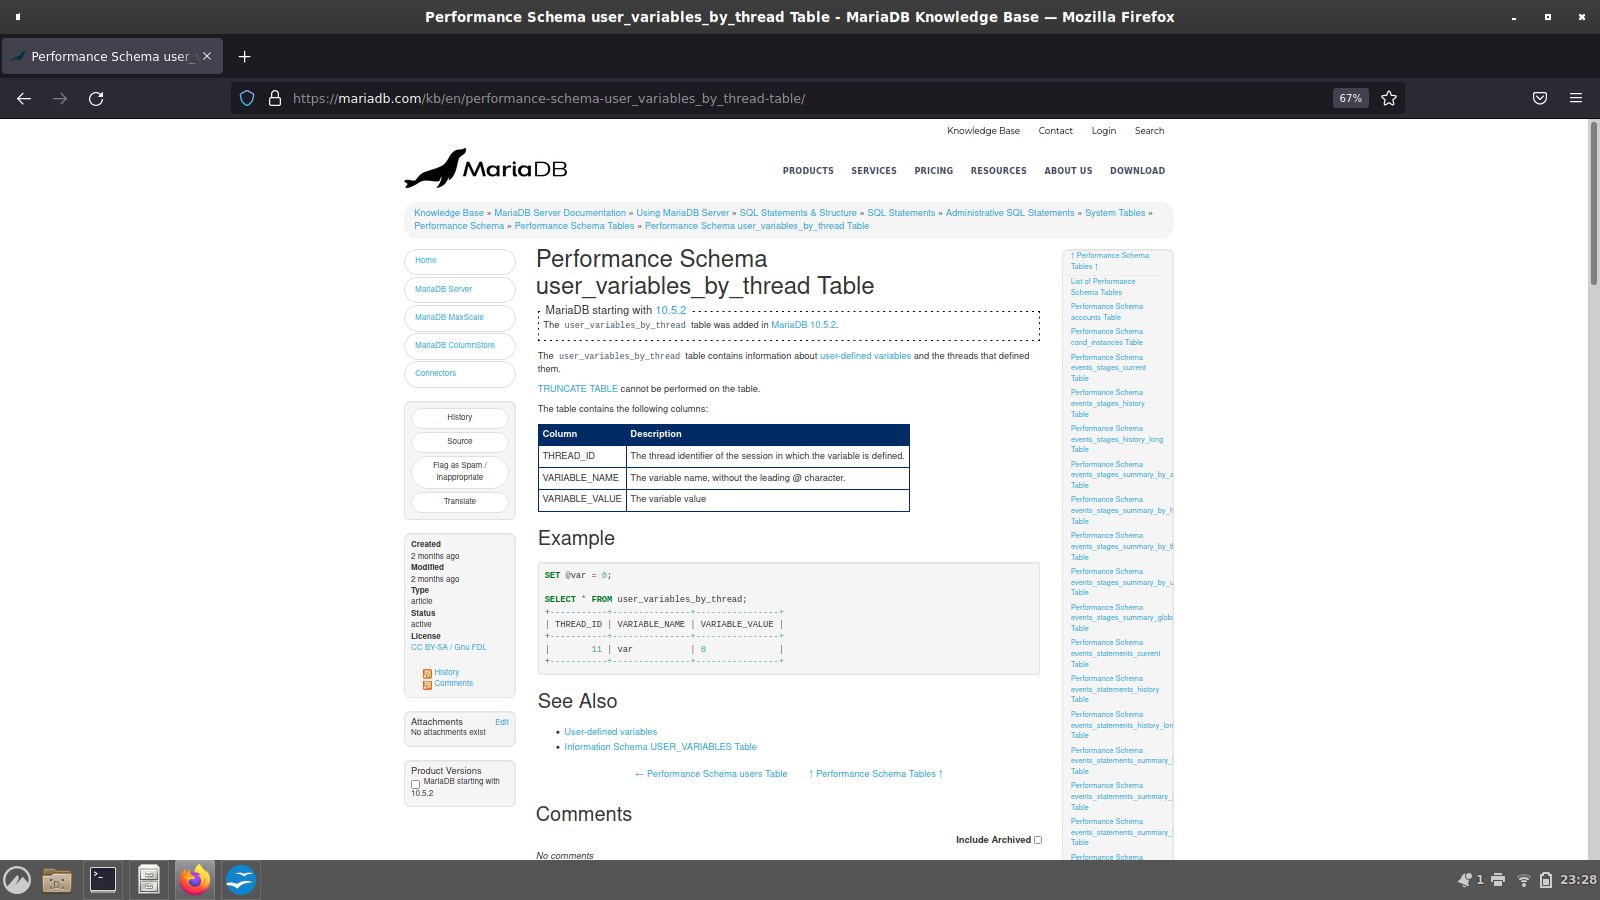 Performance Schema user_variables_by_thread Table - MariaDB Knowledge Base — Mozilla Firefox
Performance Schema user_
https://mariadb.com/kb/en/performance-schema-user_variables_by_thread-table/
67%
Knowledge Base Contact Login Search
MariaDB
PRODUCTS SERVICES PRICING RESOURCES ABOUT US DOWNLOAD
Knowledge Base » MariaDB Server Documentation » Using MariaDB Server » SQL Statements & Structure » SQL Statements » Administrative SQL Statements » System Tables »
Performance Schema » Performance Schema Tables » Performance Schema user_variables_by_thread Table
Home
MariaDB Server
MariaDB MaxScale
MariaDB ColumnStore
Connectors
History
Source
Flag as Spam /
Inappropriate
Translate
Created
2 months ago
Modified
2 months ago
Type
article
Status
active
License
CC BY-SA / Gnu FDL
History
Comments
Attachments Edit
No attachments exist
Product Versions
MariaDB starting with
10.5.2
Performance Schema
user_variables_by_thread Table
MariaDB starting with 10.5.2
The user_variables_by_thread table was added in MariaDB 10.5.2.
The user_variables_by_thread table contains information about user-defined variables and the threads that defined
them.
TRUNCATE TABLE cannot be performed on the table.
The table contains the following columns:
Column Description
THREAD_ID The thread identifier of the session in which the variable is defined.
VARIABLE_NAME The variable name, without the leading @ character.
VARIABLE_VALUE The variable value
Example
SET @var = 0;
SELECT * FROM user_variables_by_thread;
+-----------+---------------+----------------+
| THREAD_ID | VARIABLE_NAME | VARIABLE_VALUE |
+-----------+---------------+----------------+
|        11 | var           | 0              |
+-----------+---------------+----------------+
See Also
• User-defined variables
• Information Schema USER_VARIABLES Table
← Performance Schema users Table ↑ Performance Schema Tables ↑
Comments
Include Archived
No comments
↑ Performance Schema
Tables ↑
List of Performance
Schema Tables
Performance Schema
accounts Table
Performance Schema
cond_instances Table
Performance Schema
events_stages_current
Table
Performance Schema
events_stages_history
Table
Performance Schema
events_stages_history_long
Table
Performance Schema
events_stages_summary_by_a
Table
Performance Schema
events_stages_summary_by_h
Table
Performance Schema
events_stages_summary_by_t
Table
Performance Schema
events_stages_summary_by_u
Table
Performance Schema
events_stages_summary_globa
Table
Performance Schema
events_statements_current
Table
Performance Schema
events_statements_history
Table
Performance Schema
events_statements_history_lon
Table
Performance Schema
events_statements_summary_
Table
Performance Schema
events_statements_summary_
Table
Performance Schema
events_statements_summary_
Table
Performance Schema
1
23:28